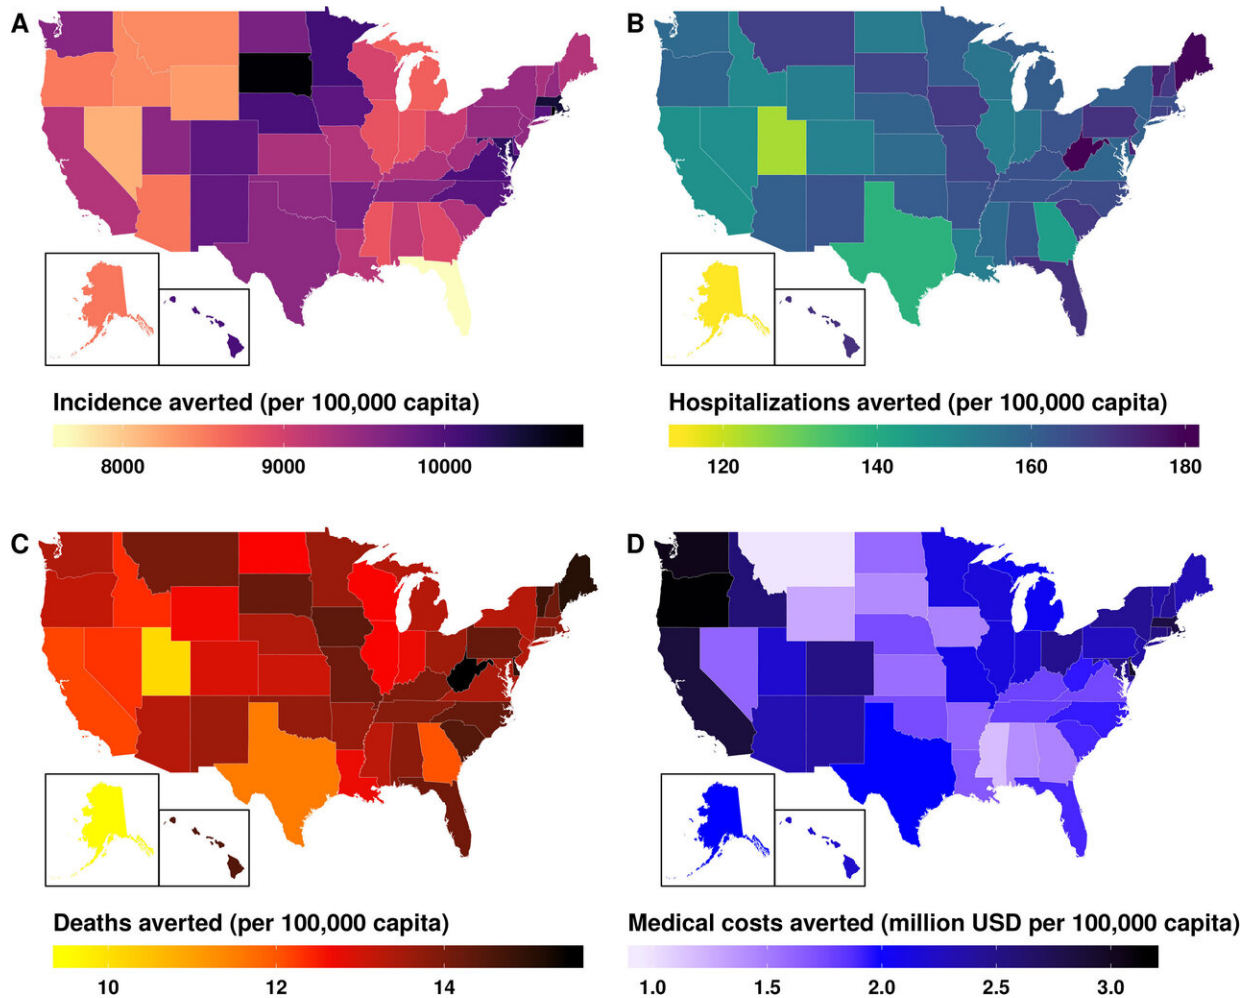 A
B
Incidence averted (per 100,000 capita)
8000 9000 10000
Hospitalizations averted (per 100,000 capita)
120 140 160 180
C
D
Deaths averted (per 100,000 capita)
10 12 14
Medical costs averted (million USD per 100,000 capita)
1.0 1.5 2.0 2.5 3.0